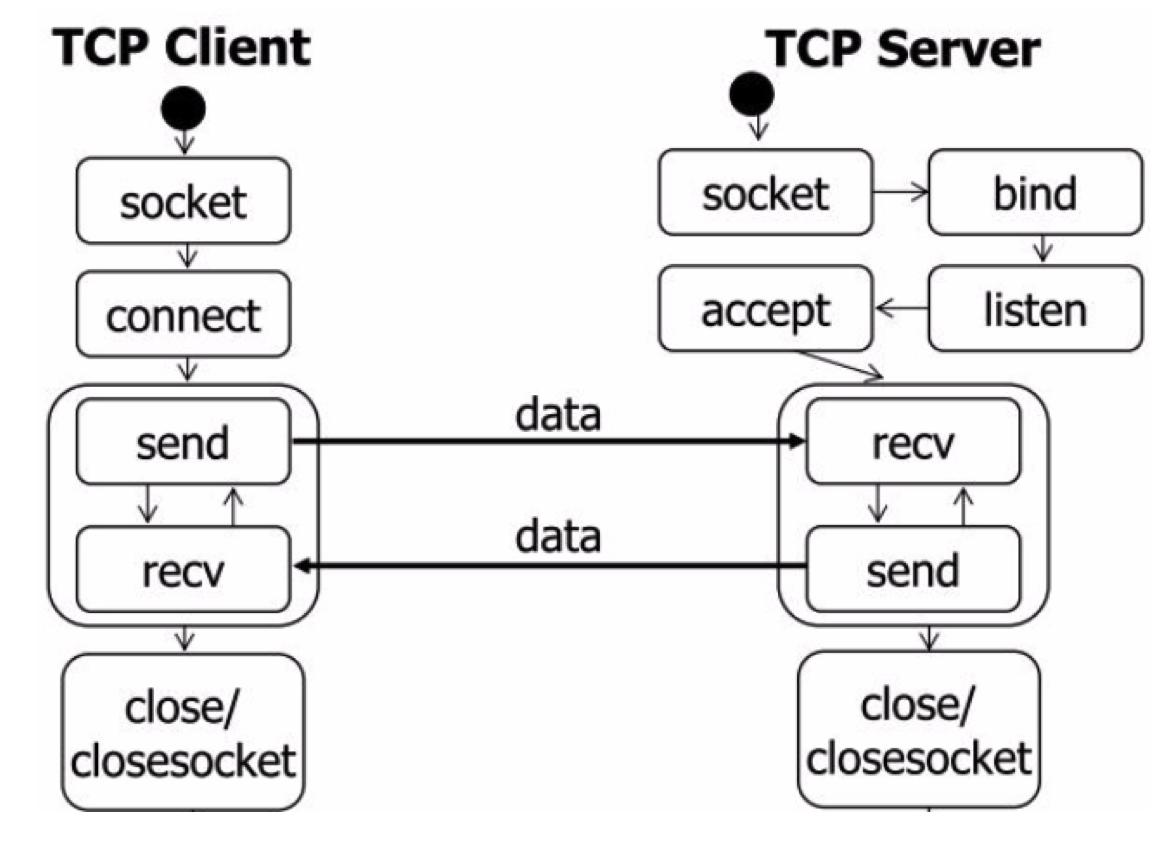 TCP Client
socket
connect
send
recv
close/
closesocket
data
data
TCP Server
socket
bind
accept
listen
recv
send
close/
closesocket